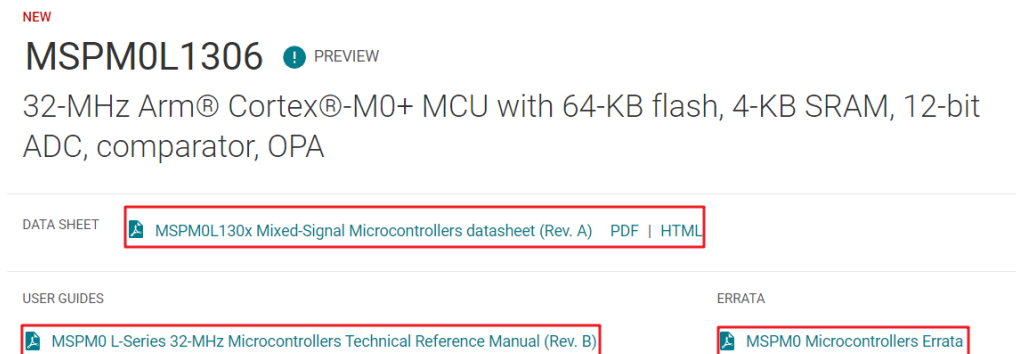 NEW
MSPM0L1306 ! PREVIEW
32-MHz Arm® Cortex®-M0+ MCU with 64-KB flash, 4-KB SRAM, 12-bit
ADC, comparator, OPA
DATA SHEET MSPM0L130x Mixed-Signal Microcontrollers datasheet (Rev. A) PDF | HTML
USER GUIDES ERRATA
MSPM0 L-Series 32-MHz Microcontrollers Technical Reference Manual (Rev. B) MSPM0 Microcontrollers Errata